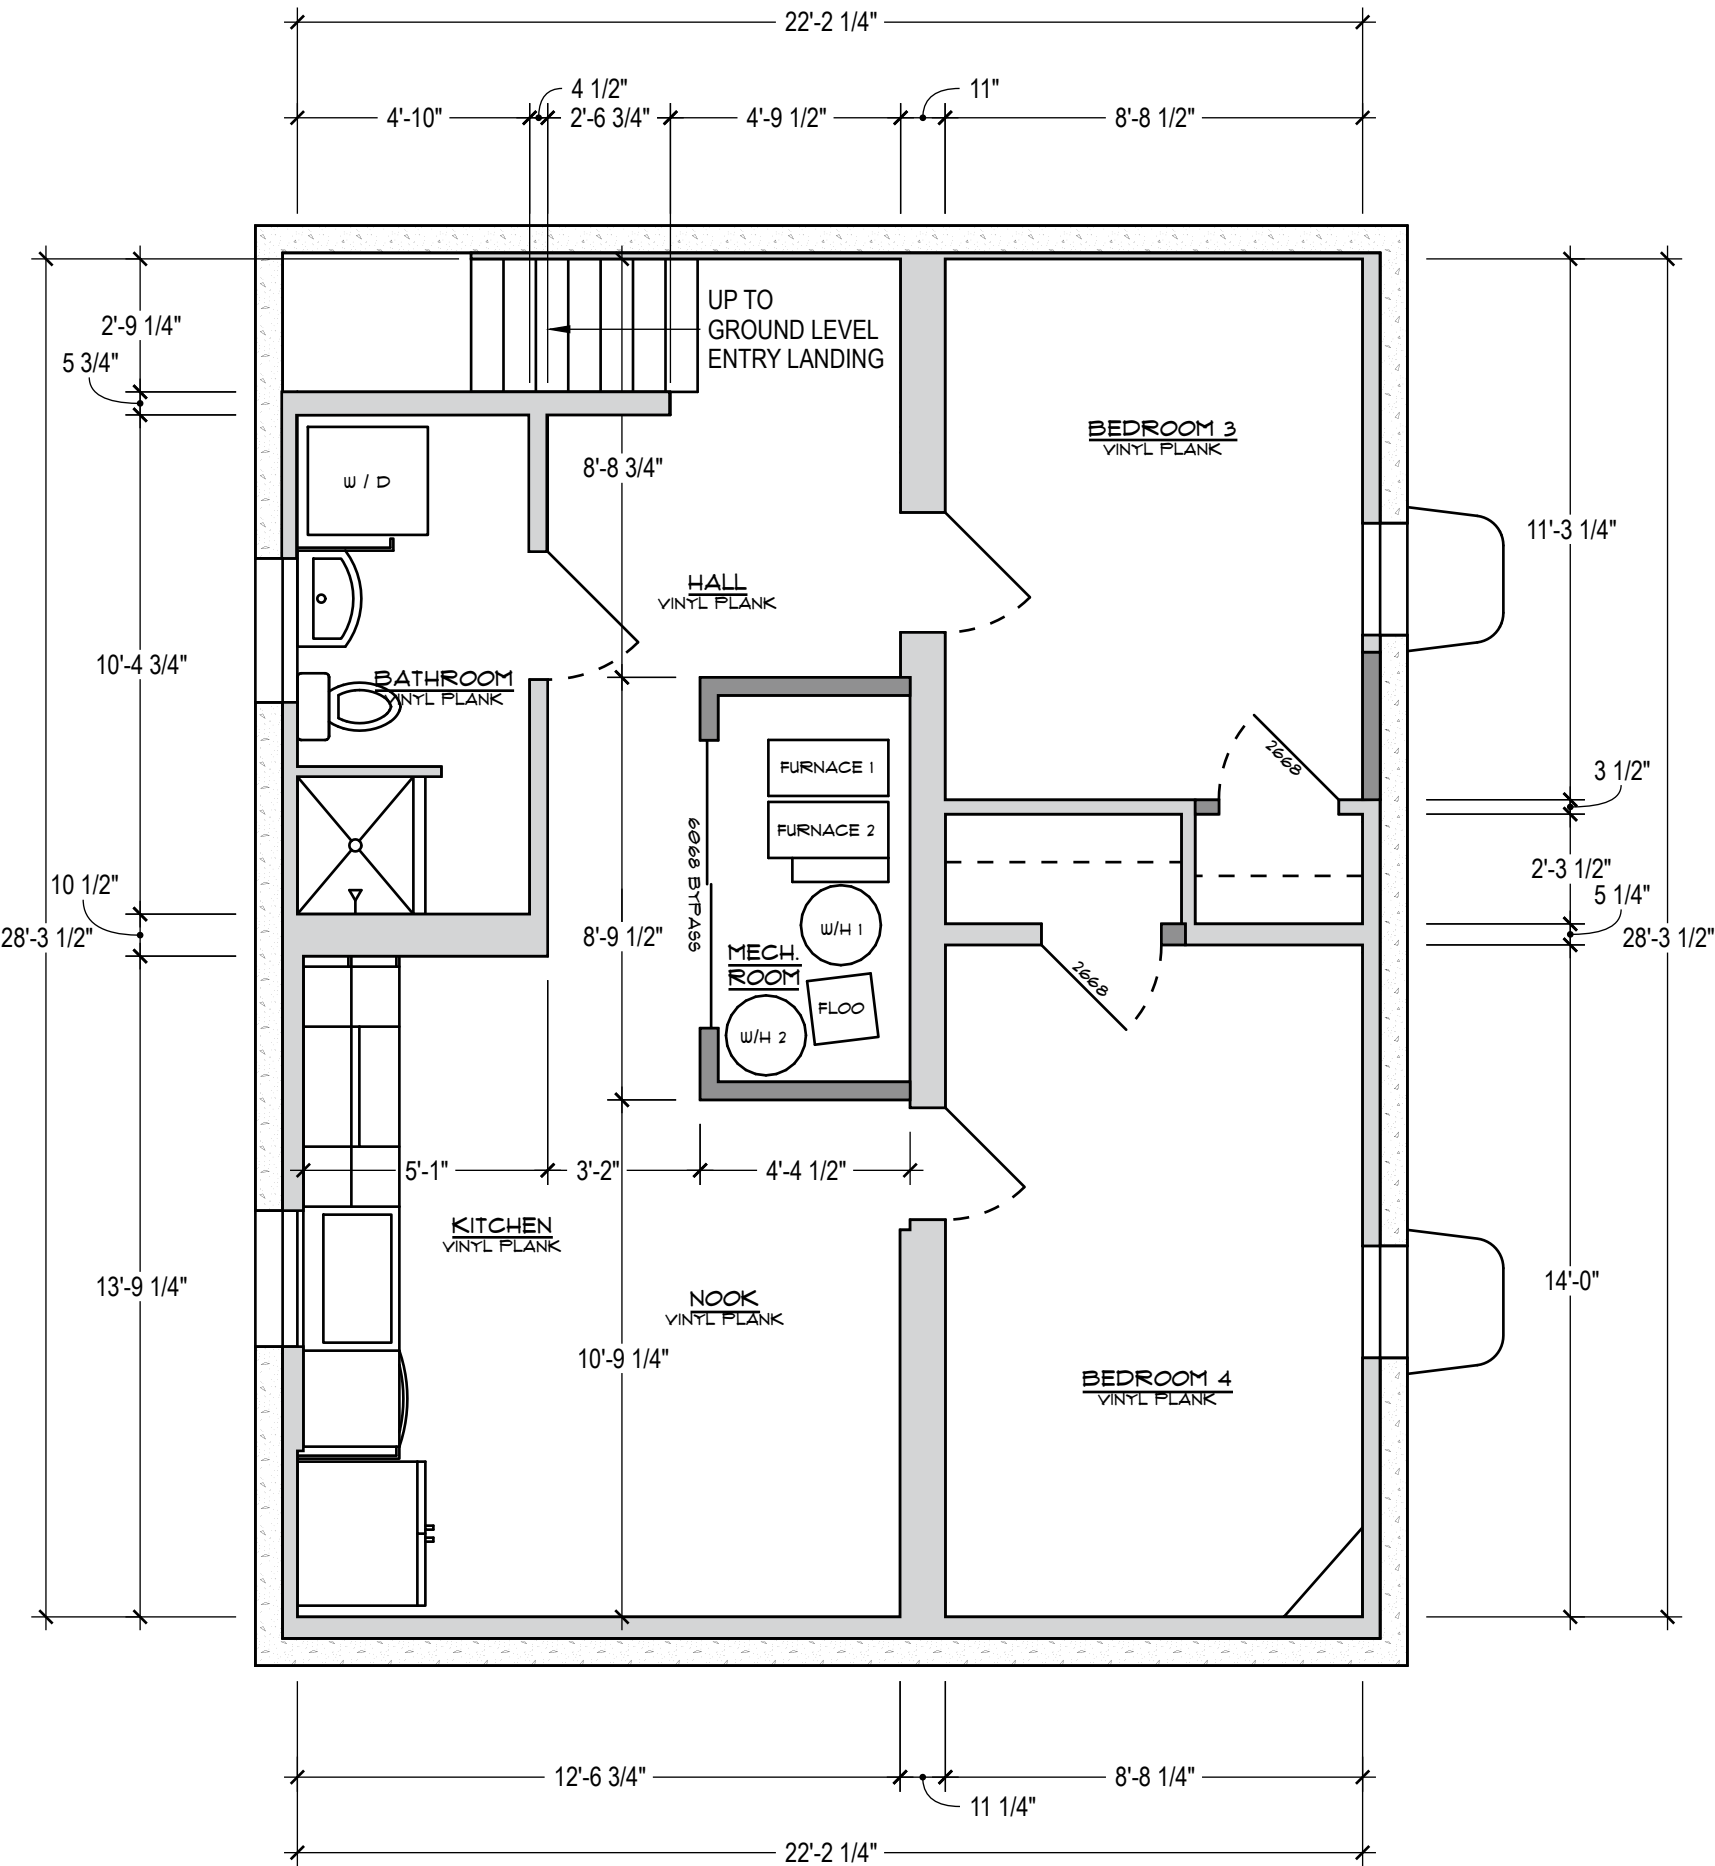 22'-2 1/4"
4 1/2"
11"
4'-10"
2'-6 3/4"
4'-9 1/2"
8'-8 1/2"
UP TO
GROUND LEVEL
ENTRY LANDING
2'-9 1/4"
5 3/4"
BEDROOM 3
VINYL PLANK
8'-8 3/4"
W / D
11'-3 1/4"
HALL
VINYL PLANK
10'-4 3/4"
BATHROOM
VINYL PLANK
2668
FURNACE 1
3 1/2"
FURNACE 2
6068 BYPASS
2'-3 1/2"
10 1/2"
5 1/4"
28'-3 1/2"
8'-9 1/2"
W/H 1
28'-3 1/2"
MECH.
ROOM
2668
FLOO
W/H 2
5'-1"
3'-2"
4'-4 1/2"
KITCHEN
VINYL PLANK
13'-9 1/4"
14'-0"
NOOK
VINYL PLANK
10'-9 1/4"
BEDROOM 4
VINYL PLANK
12'-6 3/4"
8'-8 1/4"
11 1/4"
22'-2 1/4"